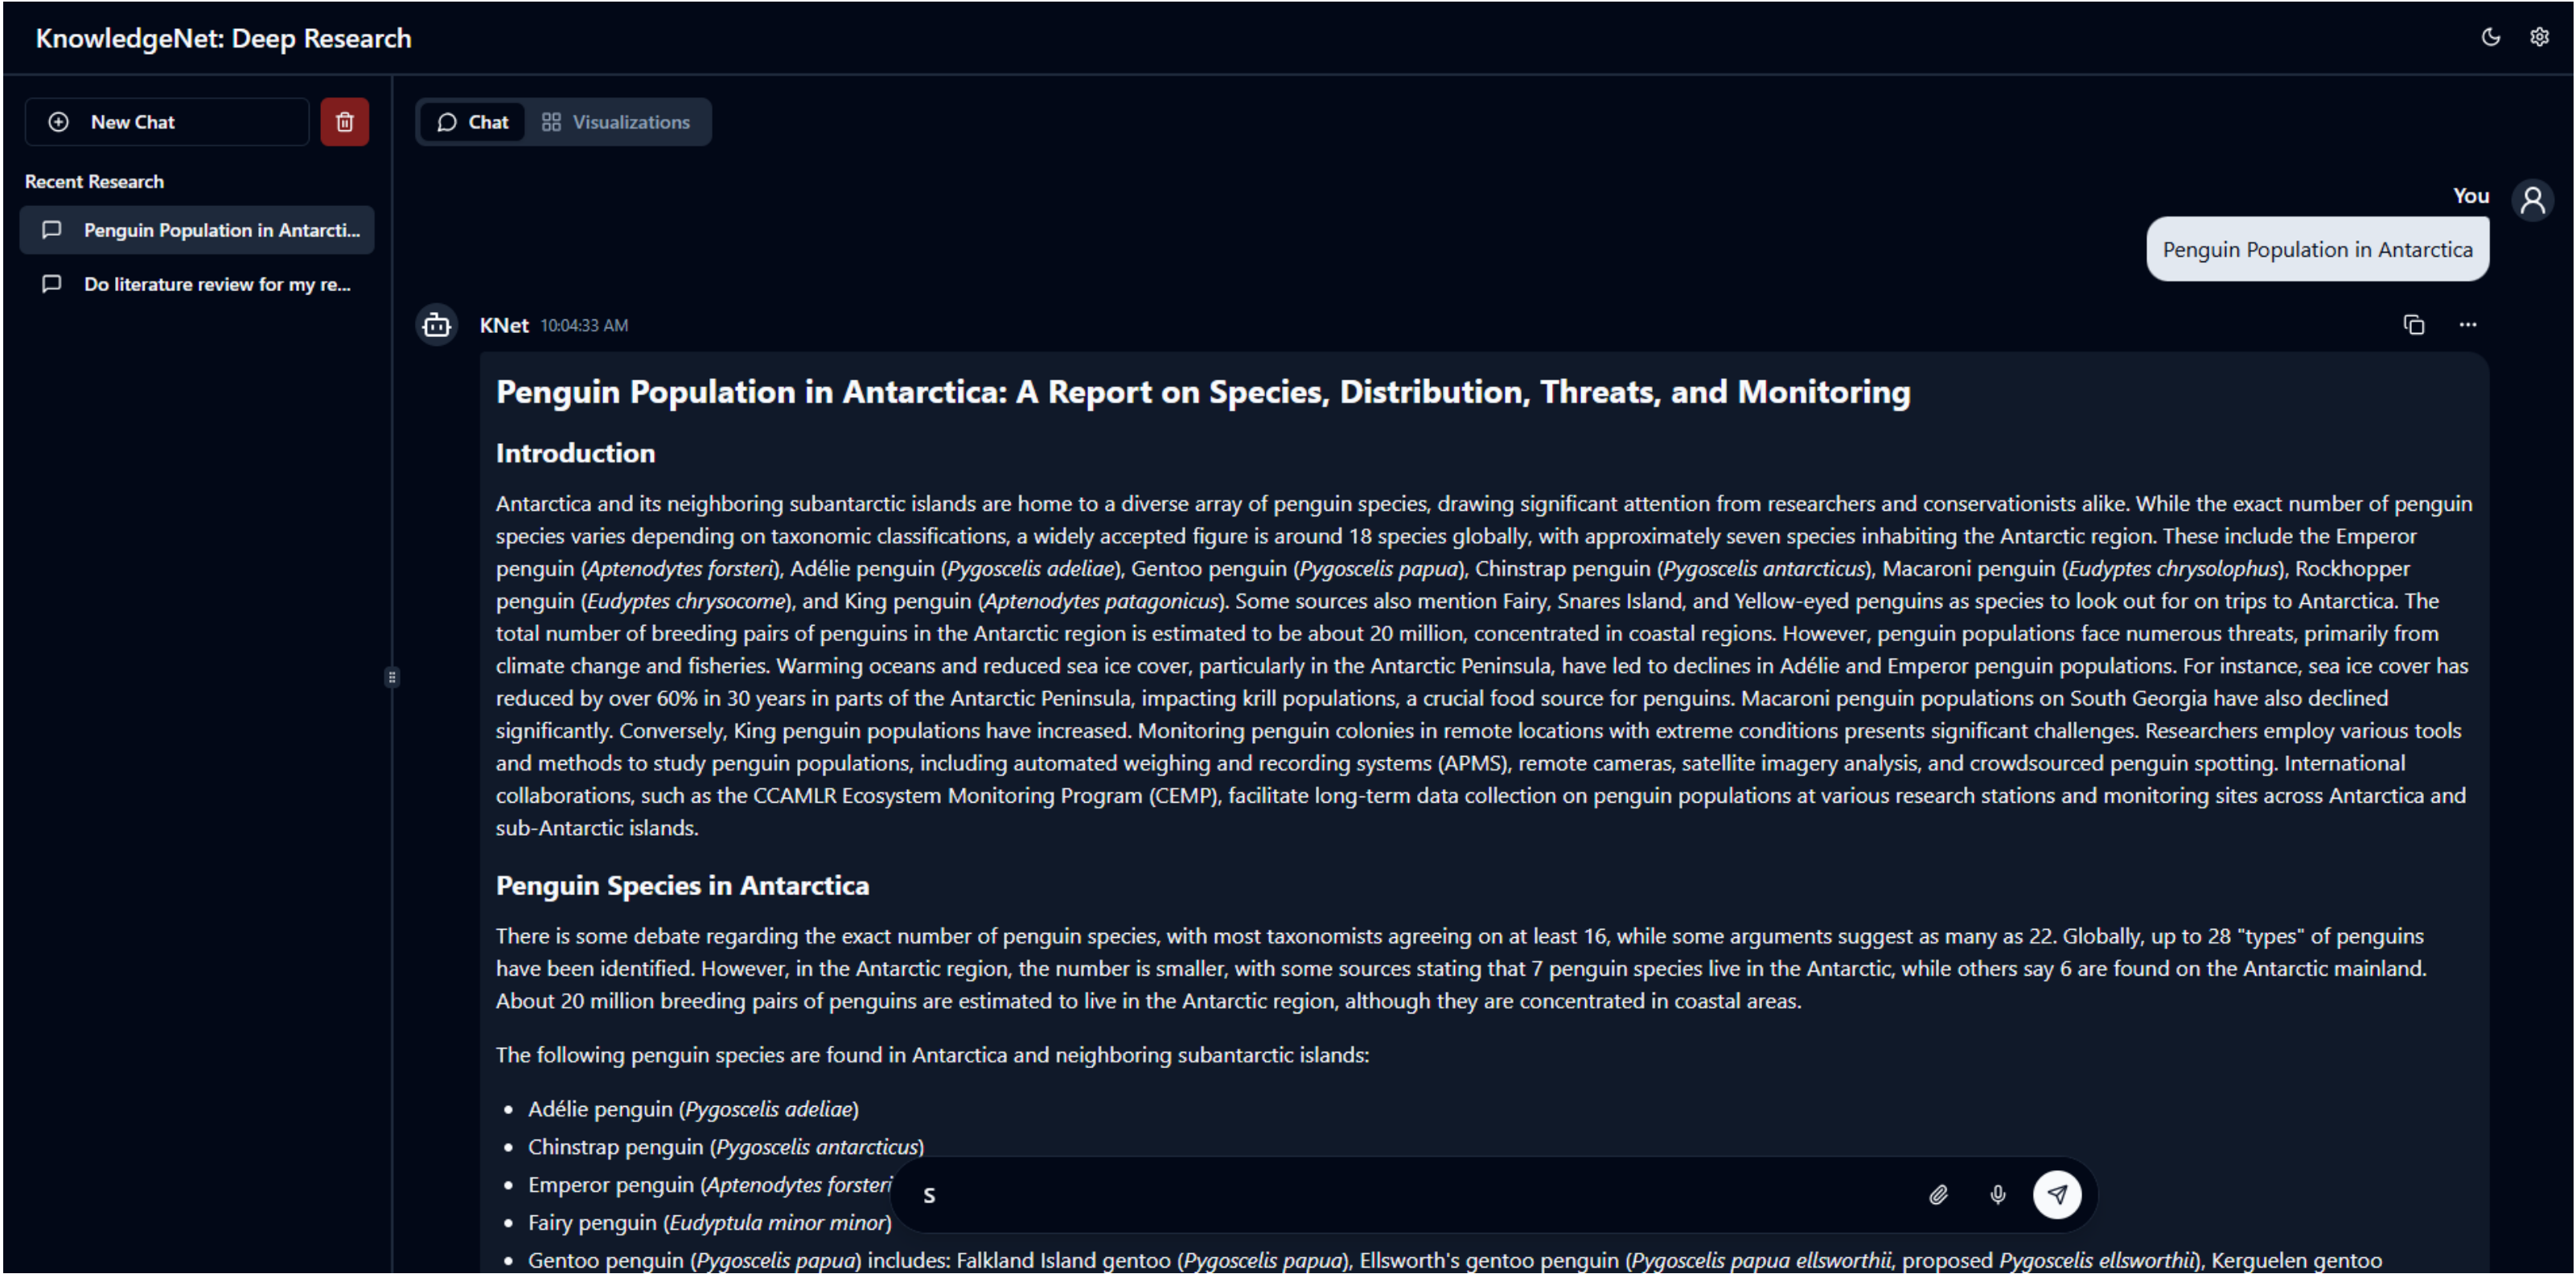 KnowledgeNet: Deep Research
New Chat
Recent Research
Penguin Population in Antarcti...
Do literature review for my re...
Chat
Visualizations
You
Penguin Population in Antarctica
KNet 10:04:33 AM
Penguin Population in Antarctica: A Report on Species, Distribution, Threats, and Monitoring
Introduction
Antarctica and its neighboring subantarctic islands are home to a diverse array of penguin species, drawing significant attention from researchers and conservationists alike. While the exact number of penguin
species varies depending on taxonomic classifications, a widely accepted figure is around 18 species globally, with approximately seven species inhabiting the Antarctic region. These include the Emperor
penguin (Aptenodytes forsteri), Adélie penguin (Pygoscelis adeliae), Gentoo penguin (Pygoscelis papua), Chinstrap penguin (Pygoscelis antarcticus), Macaroni penguin (Eudyptes chrysolophus), Rockhopper
penguin (Eudyptes chrysocome), and King penguin (Aptenodytes patagonicus). Some sources also mention Fairy, Snares Island, and Yellow-eyed penguins as species to look out for on trips to Antarctica. The
total number of breeding pairs of penguins in the Antarctic region is estimated to be about 20 million, concentrated in coastal regions. However, penguin populations face numerous threats, primarily from
climate change and fisheries. Warming oceans and reduced sea ice cover, particularly in the Antarctic Peninsula, have led to declines in Adélie and Emperor penguin populations. For instance, sea ice cover has
reduced by over 60% in 30 years in parts of the Antarctic Peninsula, impacting krill populations, a crucial food source for penguins. Macaroni penguin populations on South Georgia have also declined
significantly. Conversely, King penguin populations have increased. Monitoring penguin colonies in remote locations with extreme conditions presents significant challenges. Researchers employ various tools
and methods to study penguin populations, including automated weighing and recording systems (APMS), remote cameras, satellite imagery analysis, and crowdsourced penguin spotting. International
collaborations, such as the CCAMLR Ecosystem Monitoring Program (CEMP), facilitate long-term data collection on penguin populations at various research stations and monitoring sites across Antarctica and
sub-Antarctic islands.
Penguin Species in Antarctica
There is some debate regarding the exact number of penguin species, with most taxonomists agreeing on at least 16, while some arguments suggest as many as 22. Globally, up to 28 "types" of penguins
have been identified. However, in the Antarctic region, the number is smaller, with some sources stating that 7 penguin species live in the Antarctic, while others say 6 are found on the Antarctic mainland.
About 20 million breeding pairs of penguins are estimated to live in the Antarctic region, although they are concentrated in coastal areas.
The following penguin species are found in Antarctica and neighboring subantarctic islands:
• Adélie penguin (Pygoscelis adeliae)
• Chinstrap penguin (Pygoscelis antarcticus)
• Emperor penguin (Aptenodytes forsteri
• Fairy penguin (Eudyptula minor minor)
• Gentoo penguin (Pygoscelis papua) includes: Falkland Island gentoo (Pygoscelis papua), Ellsworth's gentoo penguin (Pygoscelis papua ellsworthii, proposed Pygoscelis ellsworthii), Kerguelen gentoo
S